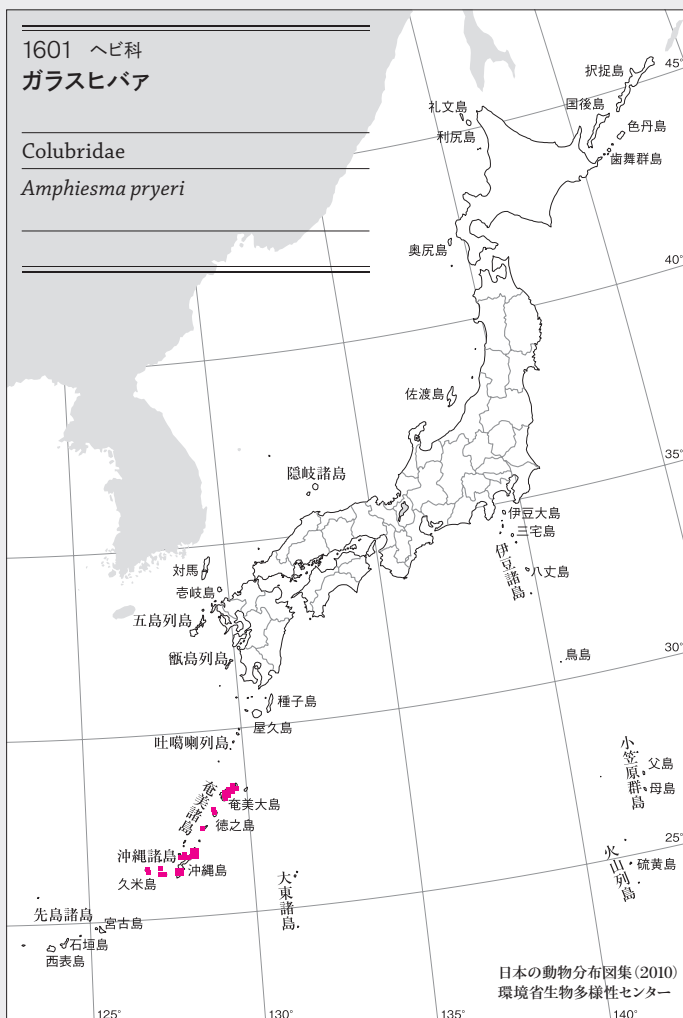 1601 ヘビ科
ガラスヒバァ
Colubridae
Amphiesma pryeri
択捉島
45°
礼文島
国後島
色丹島
利尻島
歯舞群島
奥尻島
40°
佐渡島
35°
隠岐諸島
伊豆大島
三宅島
伊豆諸島
八丈島
対馬
壱岐島
五島列島
甑島列島
鳥島
30°
種子島
屋久島
吐噶喇列島
小笠原群島
父島
母島
奄美諸島
奄美大島
徳之島
25°
沖縄諸島
沖縄島
久米島
大東諸島
火山列島
硫黄島
先島諸島
宮古島
石垣島
西表島
日本の動物分布図集(2010)
環境省生物多様性センター
125°
130°
135°
140°